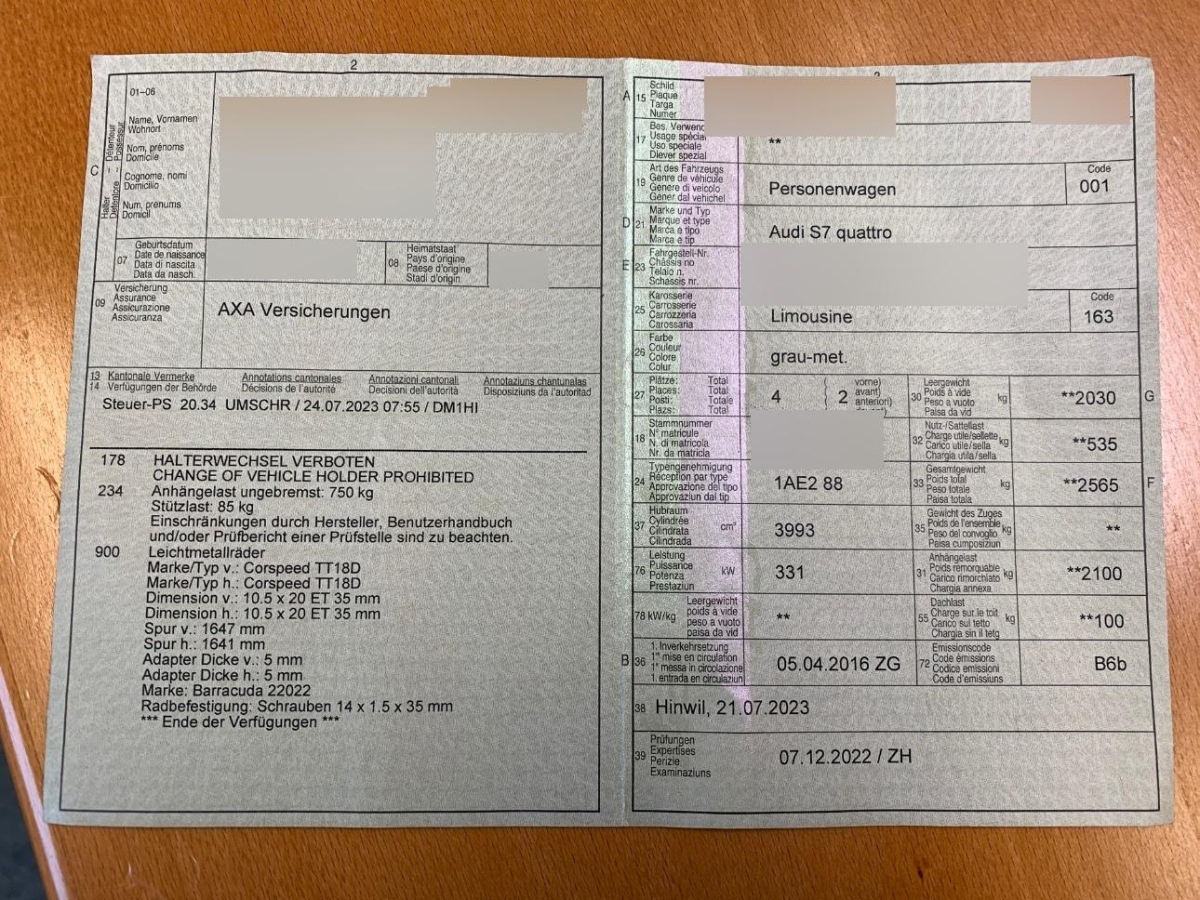 2
01-06
Name, Vornamen
Wohnort
Nom, prénoms
Domicile
Cognome, nomi
Domicilio
Num, prenums
Domicil
C
Halter – Détenteur
Detentore – Possessur
07
Geburtsdatum
Date de naissance
Data di nascita
Data da nasch.
08
Heimatstaat
Pays d'origine
Paese d'origine
Stadi d'origin
09
Versicherung
Assurance
Assicurazione
Assicuranza
AXA Versicherungen
13 Kantonale Vermerke Annotations cantonales Annotazioni cantonali Annotaziuns chantunalas
14 Verfügungen der Behörde Décisions de l'autorité Decisioni dell'autorità Disposiziuns da l'autoritad
Steuer-PS 20.34 UMSCHR / 24.07.2023 07:55 / DM1HI
178 HALTERWECHSEL VERBOTEN
CHANGE OF VEHICLE HOLDER PROHIBITED
234 Anhängelast ungebremst: 750 kg
Stützlast: 85 kg
Einschränkungen durch Hersteller, Benutzerhandbuch
und/oder Prüfbericht einer Prüfstelle sind zu beachten.
900 Leichtmetallräder
Marke/Typ v.: Corspeed TT18D
Marke/Typ h.: Corspeed TT18D
Dimension v.: 10.5 x 20 ET 35 mm
Dimension h.: 10.5 x 20 ET 35 mm
Spur v.: 1647 mm
Spur h.: 1641 mm
Adapter Dicke v.: 5 mm
Adapter Dicke h.: 5 mm
Marke: Barracuda 22022
Radbefestigung: Schrauben 14 x 1.5 x 35 mm
*** Ende der Verfügungen ***
A 15
Schild
Plaque
Targa
Numer
17
Bes. Verwend
Usage spécial
Uso speciale
Diever spezial
**
19
Art des Fahrzeugs
Genre de véhicule
Genere di veicolo
Gener dal vehichel
Personenwagen
Code
001
D 21
Marke und Typ
Marque et type
Marca e tipo
Marca e tip
Audi S7 quattro
E 23
Fahrgestell-Nr.
Châssis no
Telaio n.
Schassis nr.
25
Karosserie
Carrosserie
Carrozzeria
Carossaria
Limousine
Code
163
26
Farbe
Couleur
Colore
Colur
grau-met.
27
Plätze: Total
Places: Total
Posti: Totale
Plazs: Total
4 2
vorne)
avant)
anteriori)
30
Leergewicht
Poids à vide
Peso a vuoto
Paisa da vid
kg
**2030
G
18
Stammnummer
N° matricule
N. di matricola
Nr. da matricla
32
Nutz-/Sattellast
Charge utile/sellette
Carico utile/sella
Chargia utila/sella
kg
**535
24
Typengenehmigung
Réception par type
Approvazione del tipo
Approvaziun dal tip
1AE2 88
33
Gesamtgewicht
Poids total
Peso totale
Paisa totala
kg
**2565
F
37
Hubraum
Cylindrée
Cilindrata
Cilindrada
cm³
3993
35
Gewicht des Zuges
Poids de l'ensemble
Peso del convoglio
Paisa cumposiziun
kg
**
76
Leistung
Puissance
Potenza
Prestaziun
kW
331
31
Anhängelast
Poids remorquable
Carico rimorchiato
Chargia annexa
kg
**2100
78 kW/kg
Leergewicht
poids à vide
peso a vuoto
paisa da vid
**
55
Dachlast
Charge sur le toit
Carico sul tetto
Chargia sin il tetg
kg
**100
B 36
1. Inverkehrsetzung
1re mise en circulation
1a messa in circolazione
1. entrada en circulaziun
05.04.2016 ZG
72
Emissionscode
Code émissions
Codice emissioni
Code d'emissiuns
B6b
38 Hinwil, 21.07.2023
39
Prüfungen
Expertises
Perizie
Examinaziuns
07.12.2022 / ZH